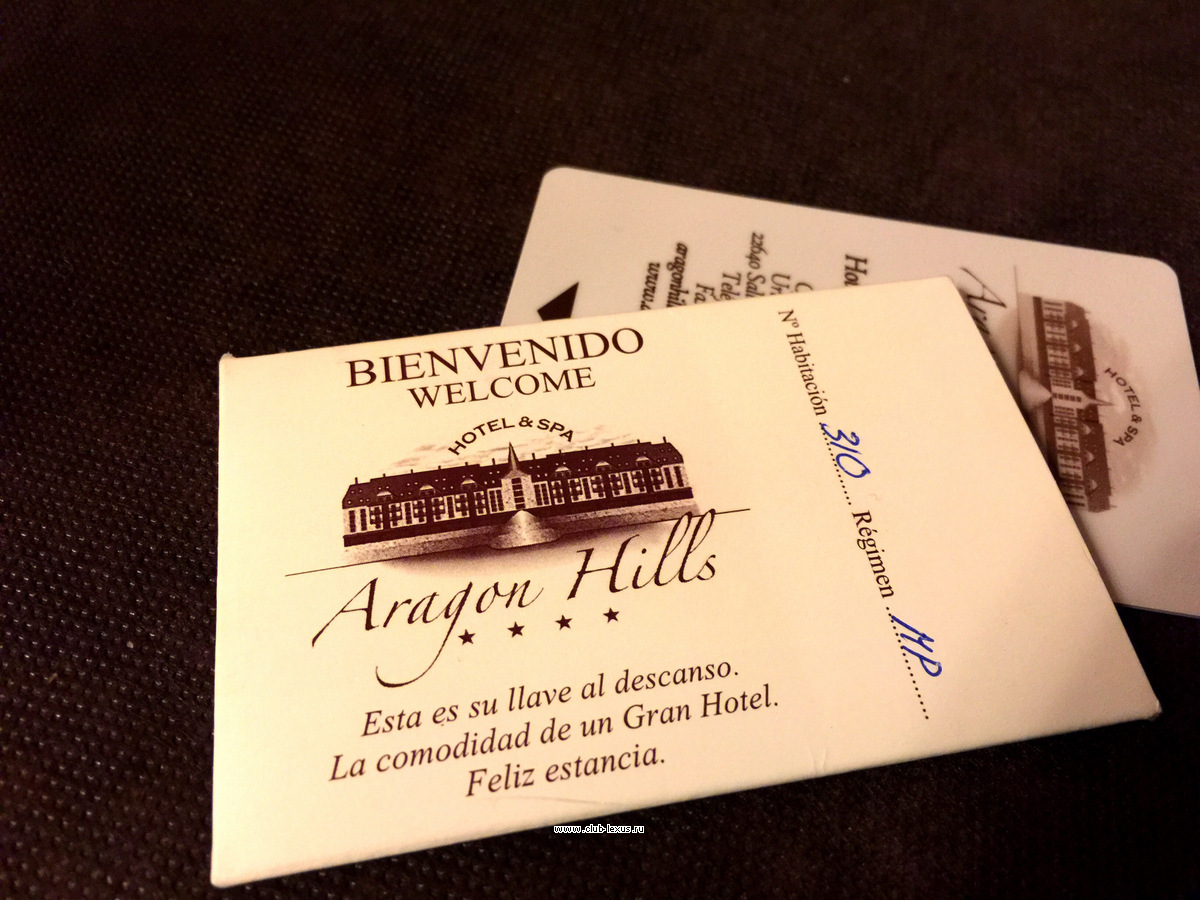 BIENVENIDO
WELCOME
HOTEL & SPA
Aragon Hills
Esta es su llave al descanso.
La comodidad de un Gran Hotel.
Feliz estancia.
Nº Habitación 310 Régimen MP
HOTEL & SPA
22640
www.club-lexus.ru